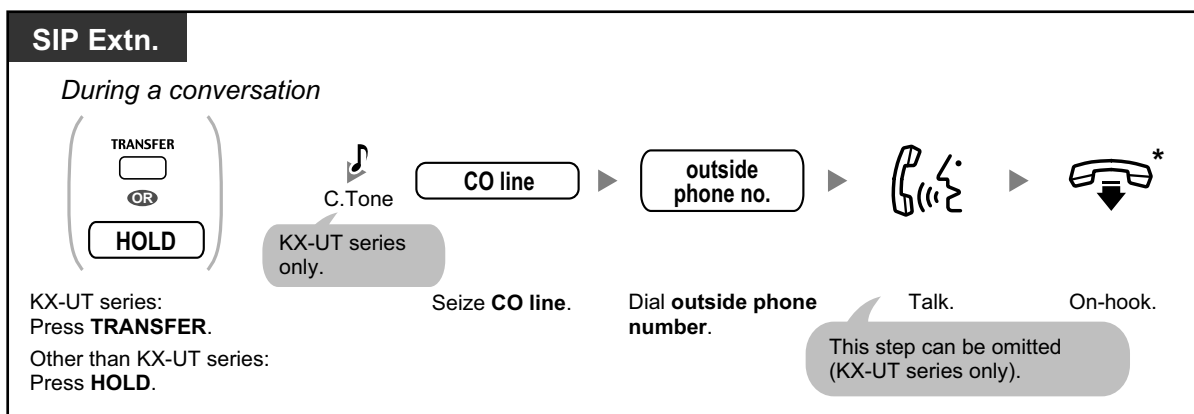 SIP Extn.
During a conversation
TRANSFER
OR
HOLD
C.Tone
KX-UT series
only.
CO line
outside
phone no.
*
KX-UT series:
Press TRANSFER.
Other than KX-UT series:
Press HOLD.
Seize CO line.
Dial outside phone
number.
Talk.
This step can be omitted
(KX-UT series only).
On-hook.